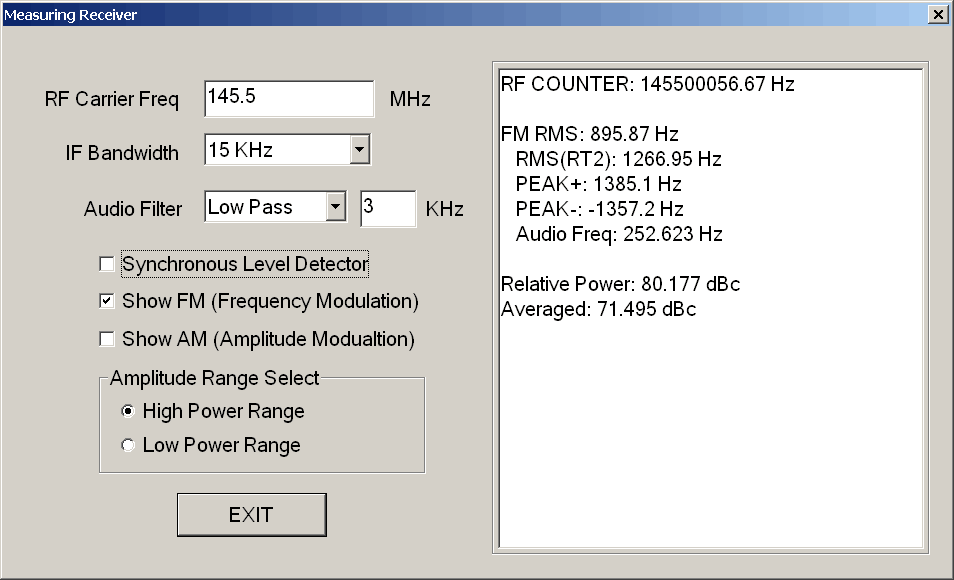 Measuring Receiver
RF Carrier Freq 145.5 MHz
IF Bandwidth 15 KHz
Audio Filter Low Pass 3 KHz
Synchronous Level Detector
Show FM (Frequency Modulation)
Show AM (Amplitude Modualtion)
Amplitude Range Select
High Power Range
Low Power Range
EXIT
RF COUNTER: 145500056.67 Hz
FM RMS: 895.87 Hz
RMS(RT2): 1266.95 Hz
PEAK+: 1385.1 Hz
PEAK-: -1357.2 Hz
Audio Freq: 252.623 Hz
Relative Power: 80.177 dBc
Averaged: 71.495 dBc